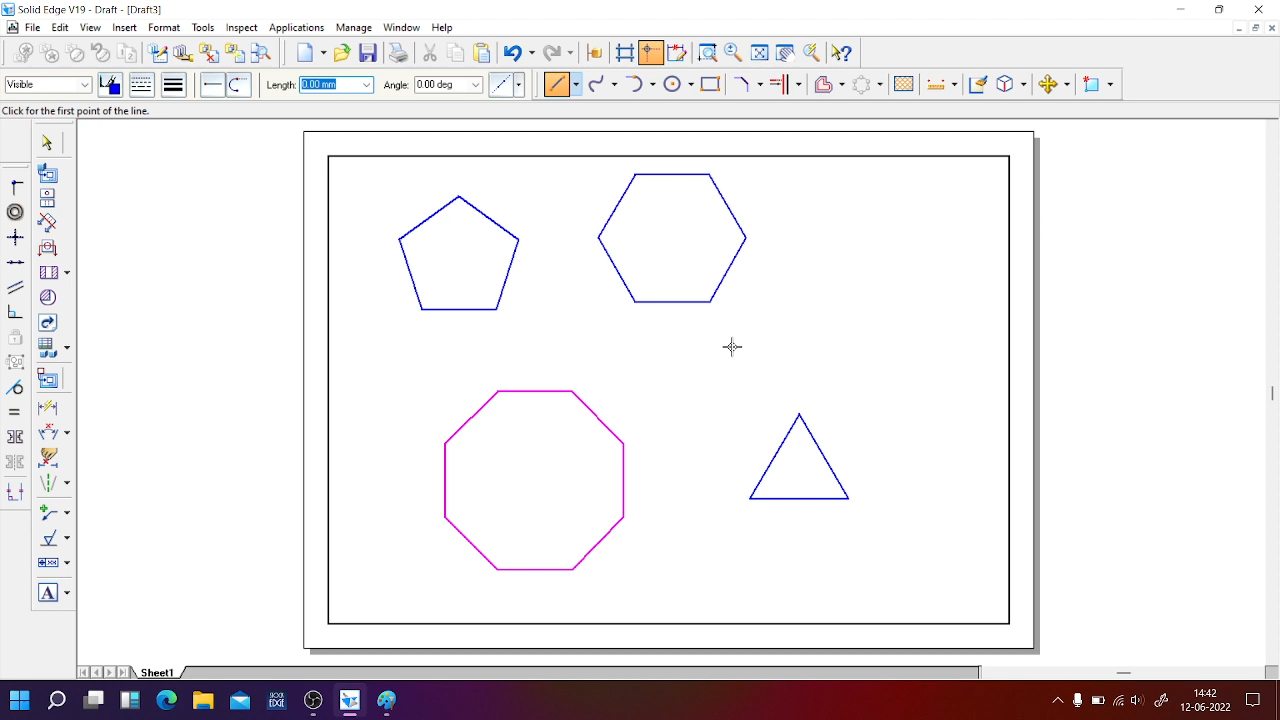 Solid Edge V19 - Draft - [Draft3]
File Edit View Insert Format Tools Inspect Applications Manage Window Help
Visible Length: 0.00 mm Angle: 0.00 deg
Click for the first point of the line.
A
Sheet1
14:42
12-06-2022